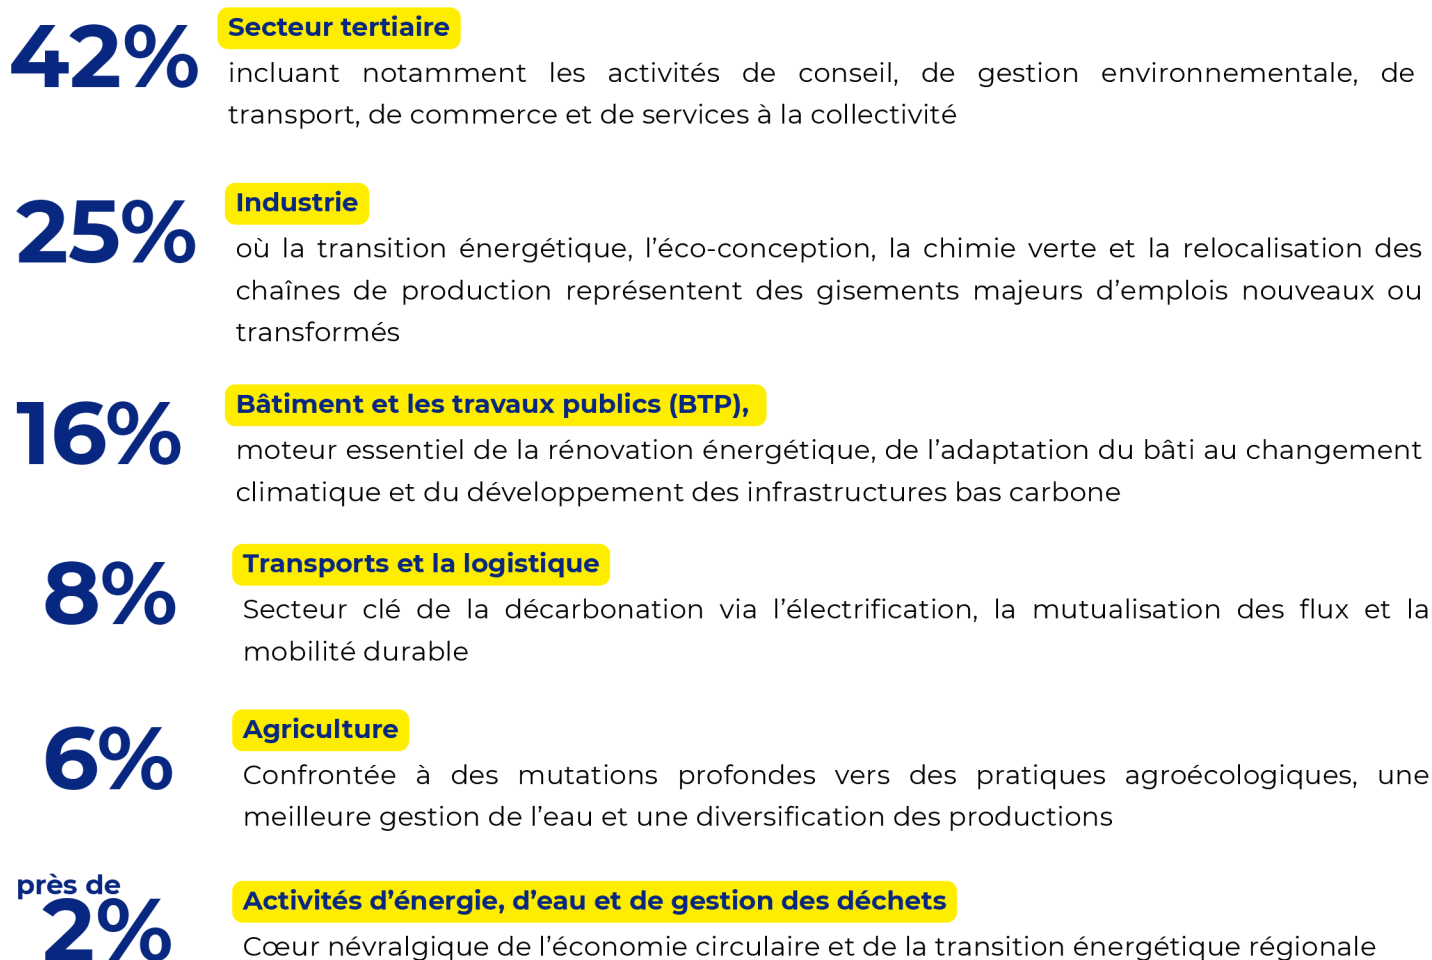 42%
Secteur tertiaire
incluant notamment les activités de conseil, de gestion environnementale, de
transport, de commerce et de services à la collectivité
25%
Industrie
où la transition énergétique, l’éco-conception, la chimie verte et la relocalisation des
chaînes de production représentent des gisements majeurs d’emplois nouveaux ou
transformés
16%
Bâtiment et les travaux publics (BTP),
moteur essentiel de la rénovation énergétique, de l’adaptation du bâti au changement
climatique et du développement des infrastructures bas carbone
8%
Transports et la logistique
Secteur clé de la décarbonation via l’électrification, la mutualisation des flux et la
mobilité durable
6%
Agriculture
Confrontée à des mutations profondes vers des pratiques agroécologiques, une
meilleure gestion de l’eau et une diversification des productions
près de
2%
Activités d’énergie, d’eau et de gestion des déchets
Cœur névralgique de l’économie circulaire et de la transition énergétique régionale